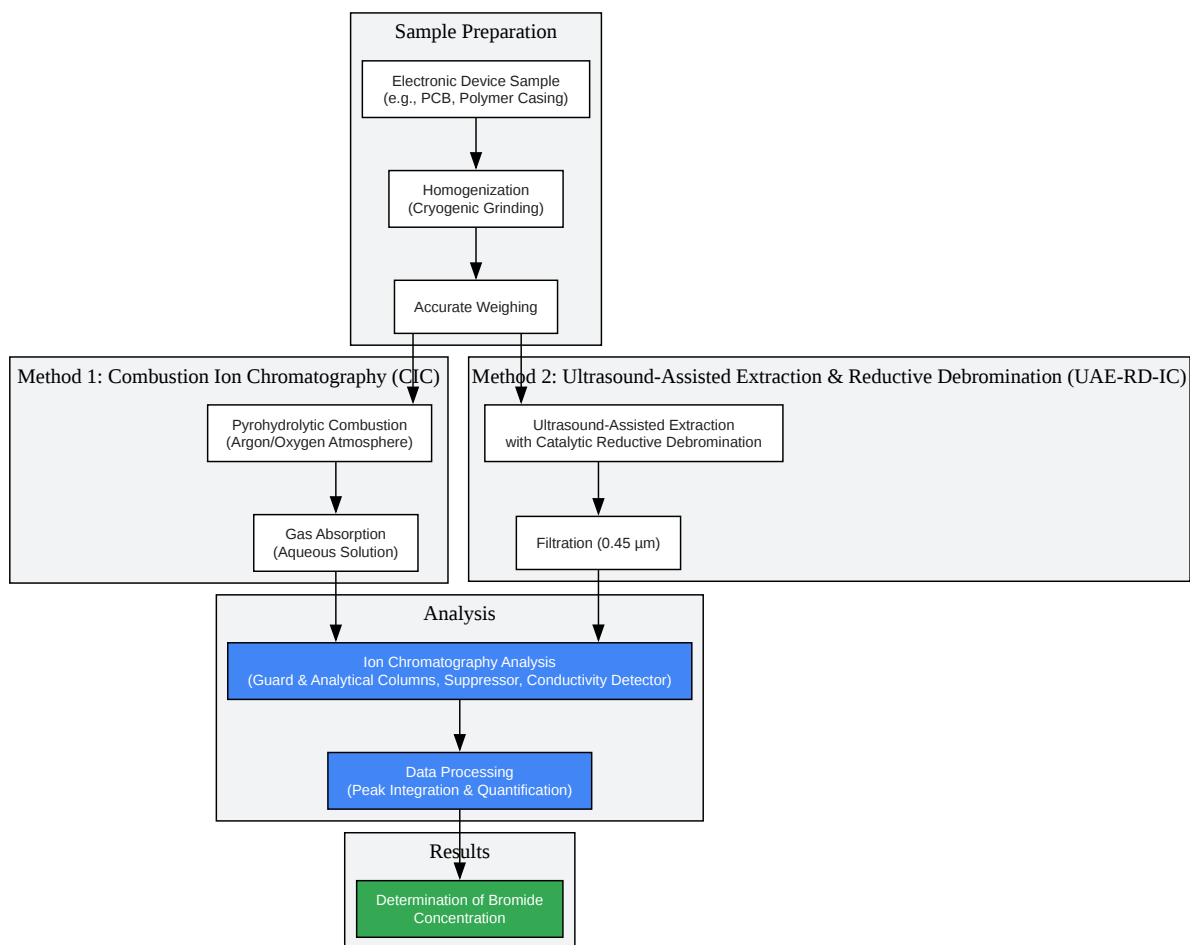 Sample Preparation
Electronic Device Sample
(e.g., PCB, Polymer Casing)
Homogenization
(Cryogenic Grinding)
Accurate Weighing
Method 1: Combustion Ion Chromatography (CIC)
Pyrohydrolytic Combustion
(Argon/Oxygen Atmosphere)
Gas Absorption
(Aqueous Solution)
Method 2: Ultrasound-Assisted Extraction & Reductive Debromination (UAE-RD-IC)
Ultrasound-Assisted Extraction
with Catalytic Reductive Debromination
Filtration (0.45 µm)
Analysis
Ion Chromatography Analysis
(Guard & Analytical Columns, Suppressor, Conductivity Detector)
Data Processing
(Peak Integration & Quantification)
Results
Determination of Bromide
Concentration